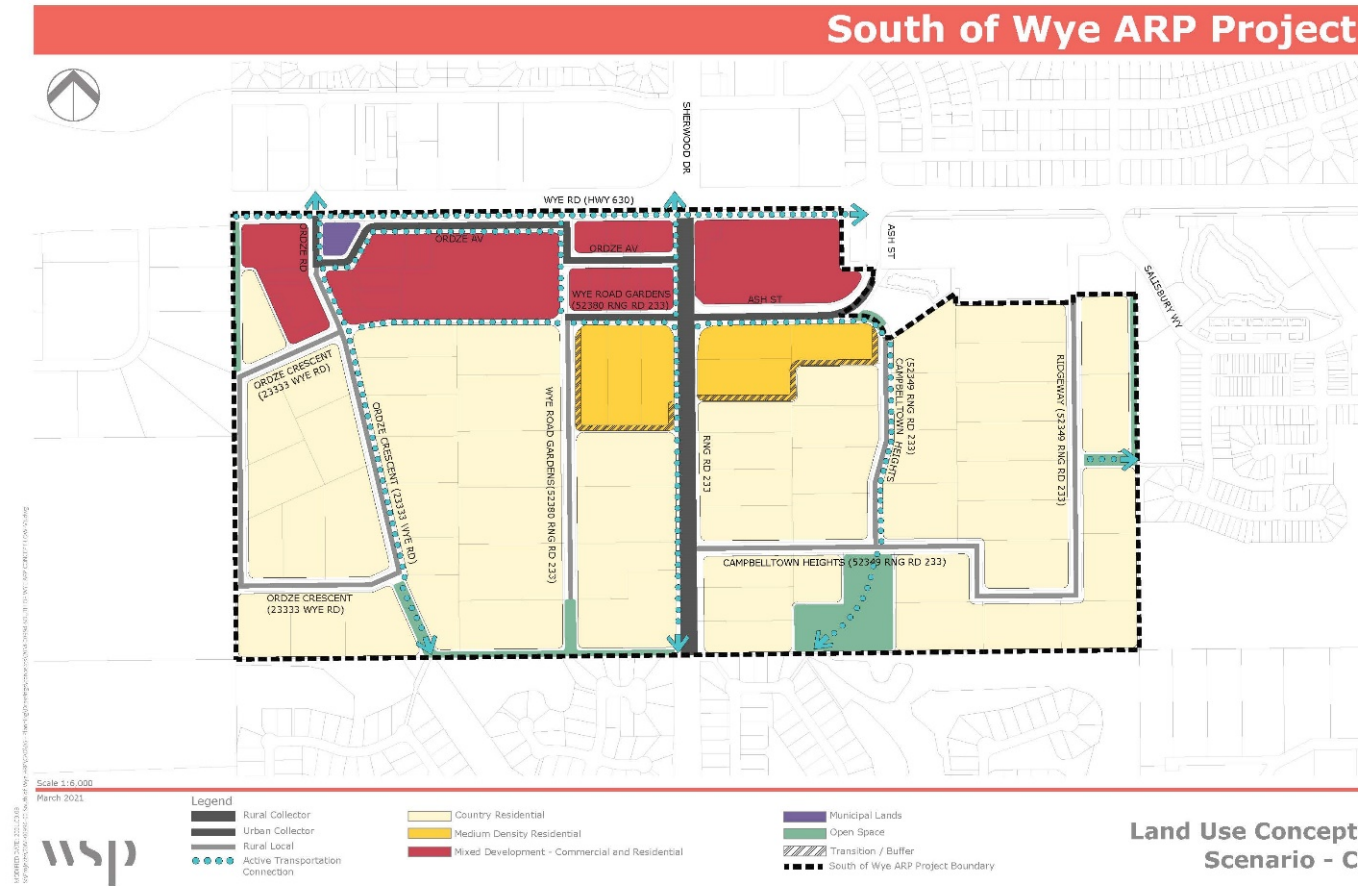 South of Wye ARP Project
SHERWOOD DR
WYE RD (HWY 630)
ORDZE RD
ORDZE AV
ORDZE AV
ASH ST
SALISBURY WY
WYE ROAD GARDENS
(52380 RNG RD 233)
ASH ST
ORDZE CRESCENT
(23333 WYE RD)
ORDZE CRESCENT (23333 WYE RD)
WYE ROAD GARDENS(52380 RNG RD 233)
RNG RD 233
(52349 RNG RD 233)
CAMPBELLTOWN HEIGHTS
RIDGEWAY (52349 RNG RD 233)
CAMPBELLTOWN HEIGHTS (52349 RNG RD 233)
ORDZE CRESCENT
(23333 WYE RD)
Scale 1:6,000
March 2021
wsp
Legend
Rural Collector
Urban Collector
Rural Local
Active Transportation
Connection
Country Residential
Medium Density Residential
Mixed Development - Commercial and Residential
Municipal Lands
Open Space
Transition / Buffer
South of Wye ARP Project Boundary
Land Use Concept
Scenario - C